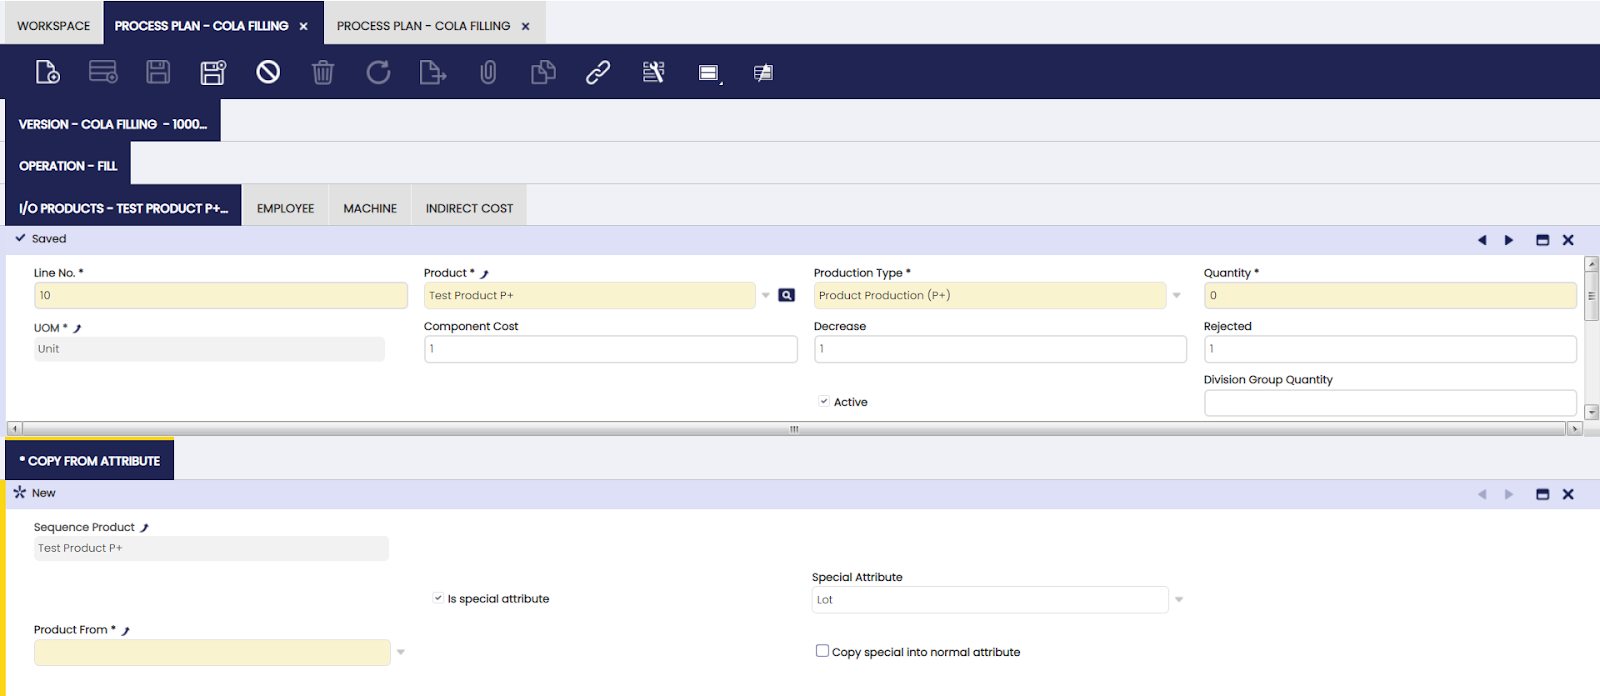 WORKSPACE PROCESS PLAN - COLA FILLING × PROCESS PLAN - COLA FILLING ×
VERSION - COLA FILLING - 1000...
OPERATION - FILL
I/O PRODUCTS - TEST PRODUCT P+... EMPLOYEE MACHINE INDIRECT COST
Saved
Line No. * Product * Production Type * Quantity *
10 Test Product P+ Product Production (P+) 0
UOM * Component Cost Decrease Rejected
Unit 1 1 1
Division Group Quantity
Active
* COPY FROM ATTRIBUTE
New
Sequence Product
Test Product P+
Special Attribute
Is special attribute Lot
Product From *
Copy special into normal attribute